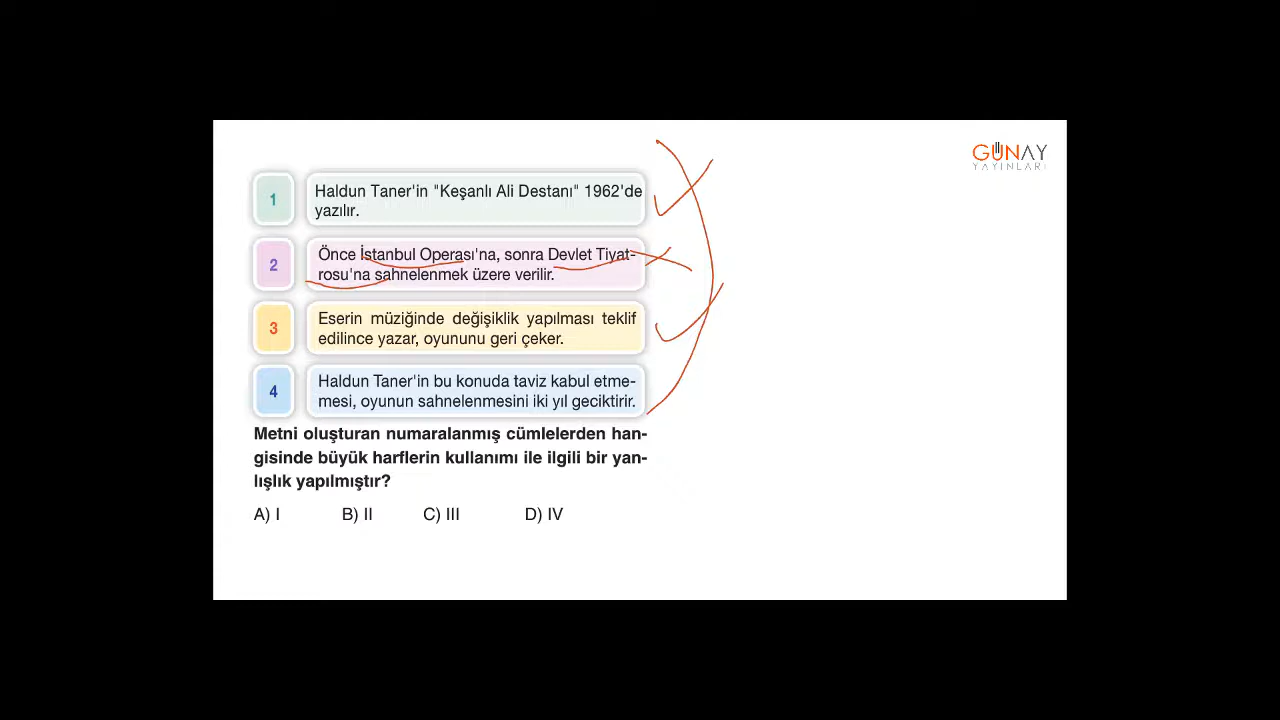 GÜNAY
YAYINLARI
1
Haldun Taner'in "Keşanlı Ali Destanı" 1962'de
yazılır.
2
Önce İstanbul Operası'na, sonra Devlet Tiyat-
rosu'na sahnelenmek üzere verilir.
3
Eserin müziğinde değişiklik yapılması teklif
edilince yazar, oyununu geri çeker.
4
Haldun Taner'in bu konuda taviz kabul etme-
mesi, oyunun sahnelenmesini iki yıl geciktirir.
Metni oluşturan numaralanmış cümlelerden han-
gisinde büyük harflerin kullanımı ile ilgili bir yan-
lışlık yapılmıştır?
A) I B) II C) III D) IV